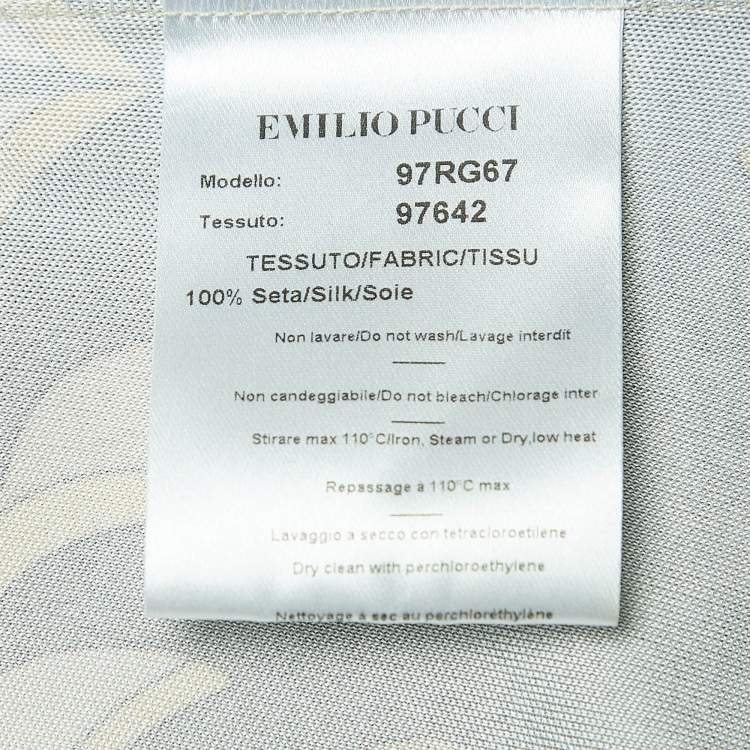 EMILIO PUCCI
Modello: 97RG67
Tessuto: 97642
TESSUTO/FABRIC/TISSU
100% Seta/Silk/Soie
Non lavare/Do not wash/Lavage interdit
Non candeggiabile/Do not bleach/Chlorage inter
Stirare max 110°C/Iron, Steam or Dry,low heat
Repassage à 110°C max
Lavaggio a secco con tetracloroetilene
Dry clean with perchloroethylene
Nettoyage à sec au perchloréthylène